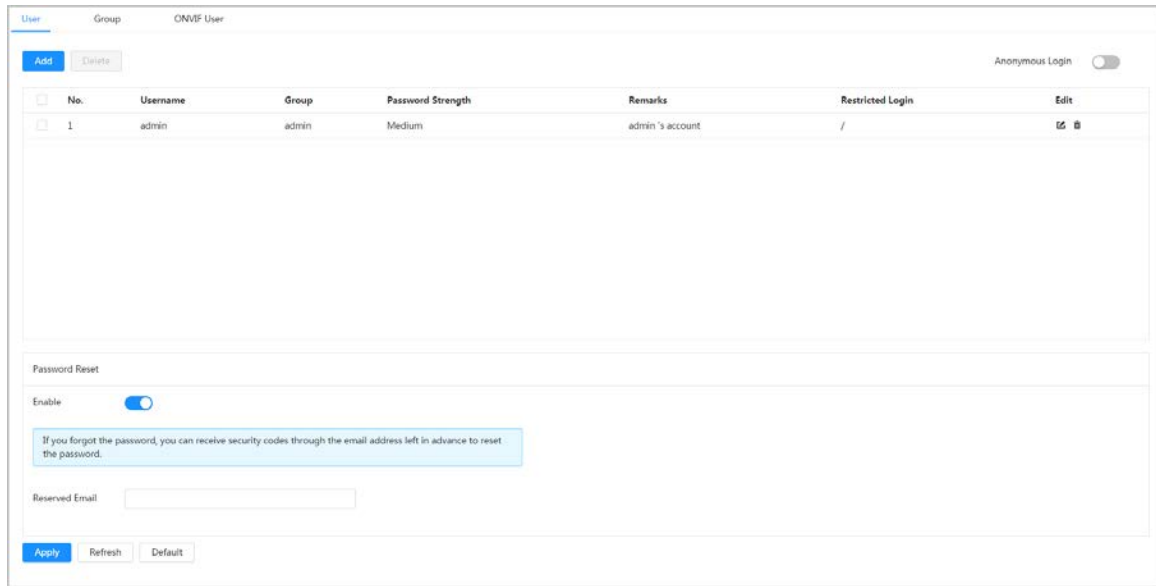 User Group ONVIF User
Add Delete Anonymous Login
No. Username Group Password Strength Remarks Restricted Login Edit
1 admin admin Medium admin 's account /
Password Reset
Enable
If you forgot the password, you can receive security codes through the email address left in advance to reset
the password.
Reserved Email
Apply Refresh Default